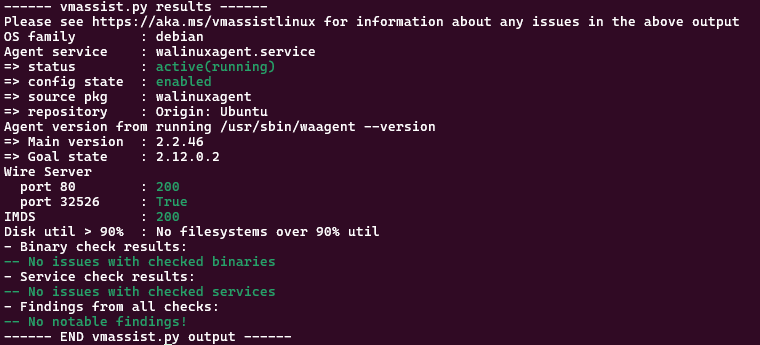 ------ vmassist.py results ------
Please see https://aka.ms/vmassistlinux for information about any issues in the above output
OS family        : debian
Agent service    : walinuxagent.service
=> status        : active(running)
=> config state  : enabled
=> source pkg    : walinuxagent
=> repository    : Origin: Ubuntu
Agent version from running /usr/sbin/waagent --version
=> Main version  : 2.2.46
=> Goal state    : 2.12.0.2
Wire Server
  port 80        : 200
  port 32526     : True
IMDS             : 200
Disk util > 90%  : No filesystems over 90% util
- Binary check results:
-- No issues with checked binaries
- Service check results:
-- No issues with checked services
- Findings from all checks:
-- No notable findings!
------ END vmassist.py output ------